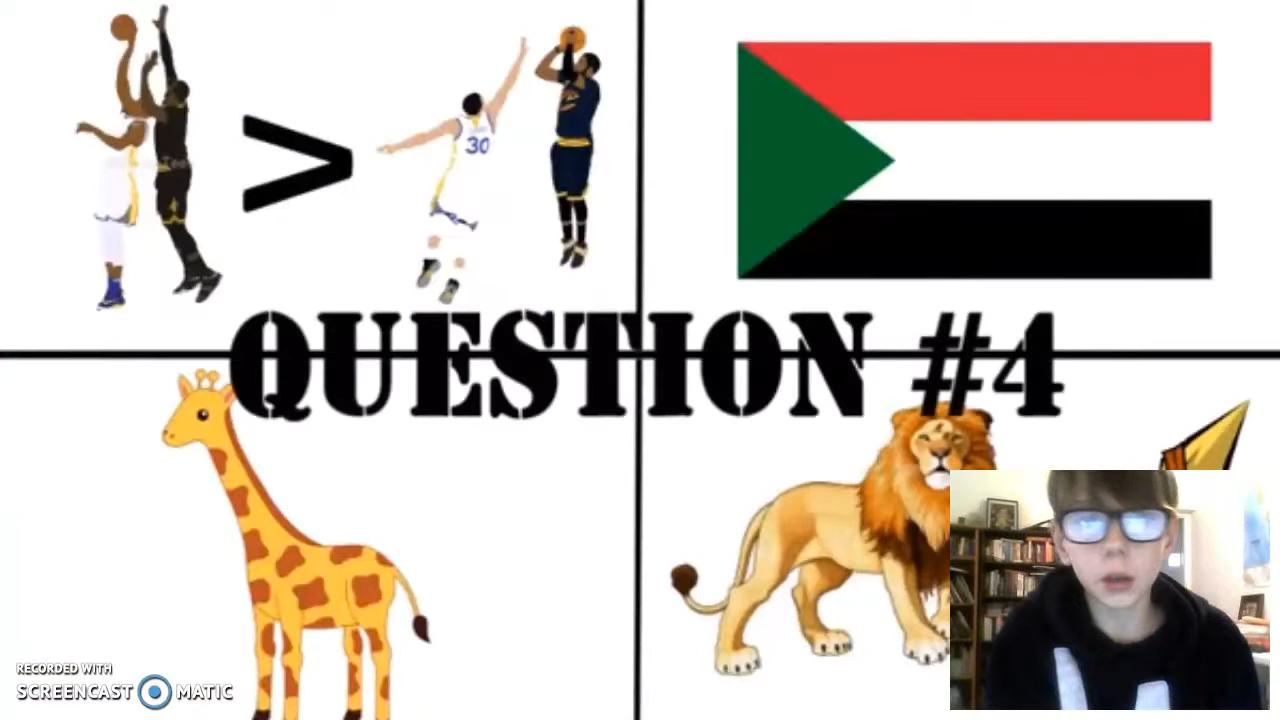 >
30
QUESTION #4
RECORDED WITH
SCREENCAST MATIC